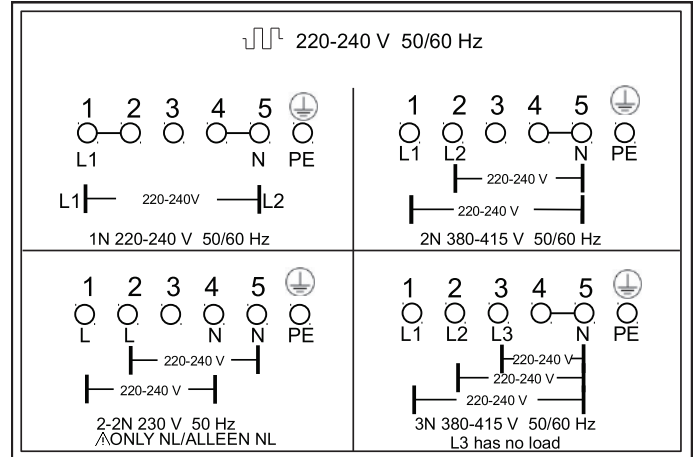 220-240 V 50/60 Hz
1 2 3 4 5
L1 N PE
L1 220-240V L2
1N 220-240 V 50/60 Hz
1 2 3 4 5
L1 L2 N PE
220-240 V
220-240 V
2N 380-415 V 50/60 Hz
1 2 3 4 5
L L N N PE
220-240 V
220-240 V
2-2N 230 V 50 Hz
⚠ONLY NL/ALLEEN NL
1 2 3 4 5
L1 L2 L3 N PE
220-240 V
220-240 V
220-240 V
3N 380-415 V 50/60 Hz
L3 has no load